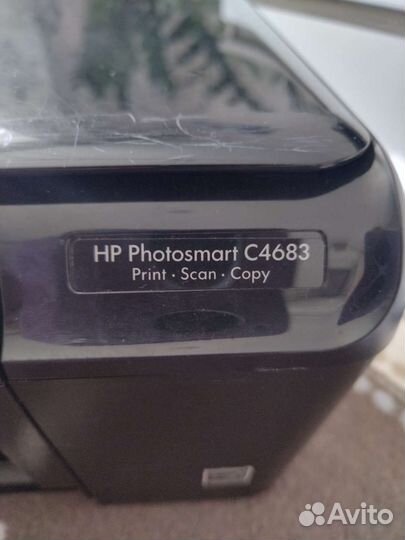 HP Photosmart C4683
Print · Scan · Copy
Avito